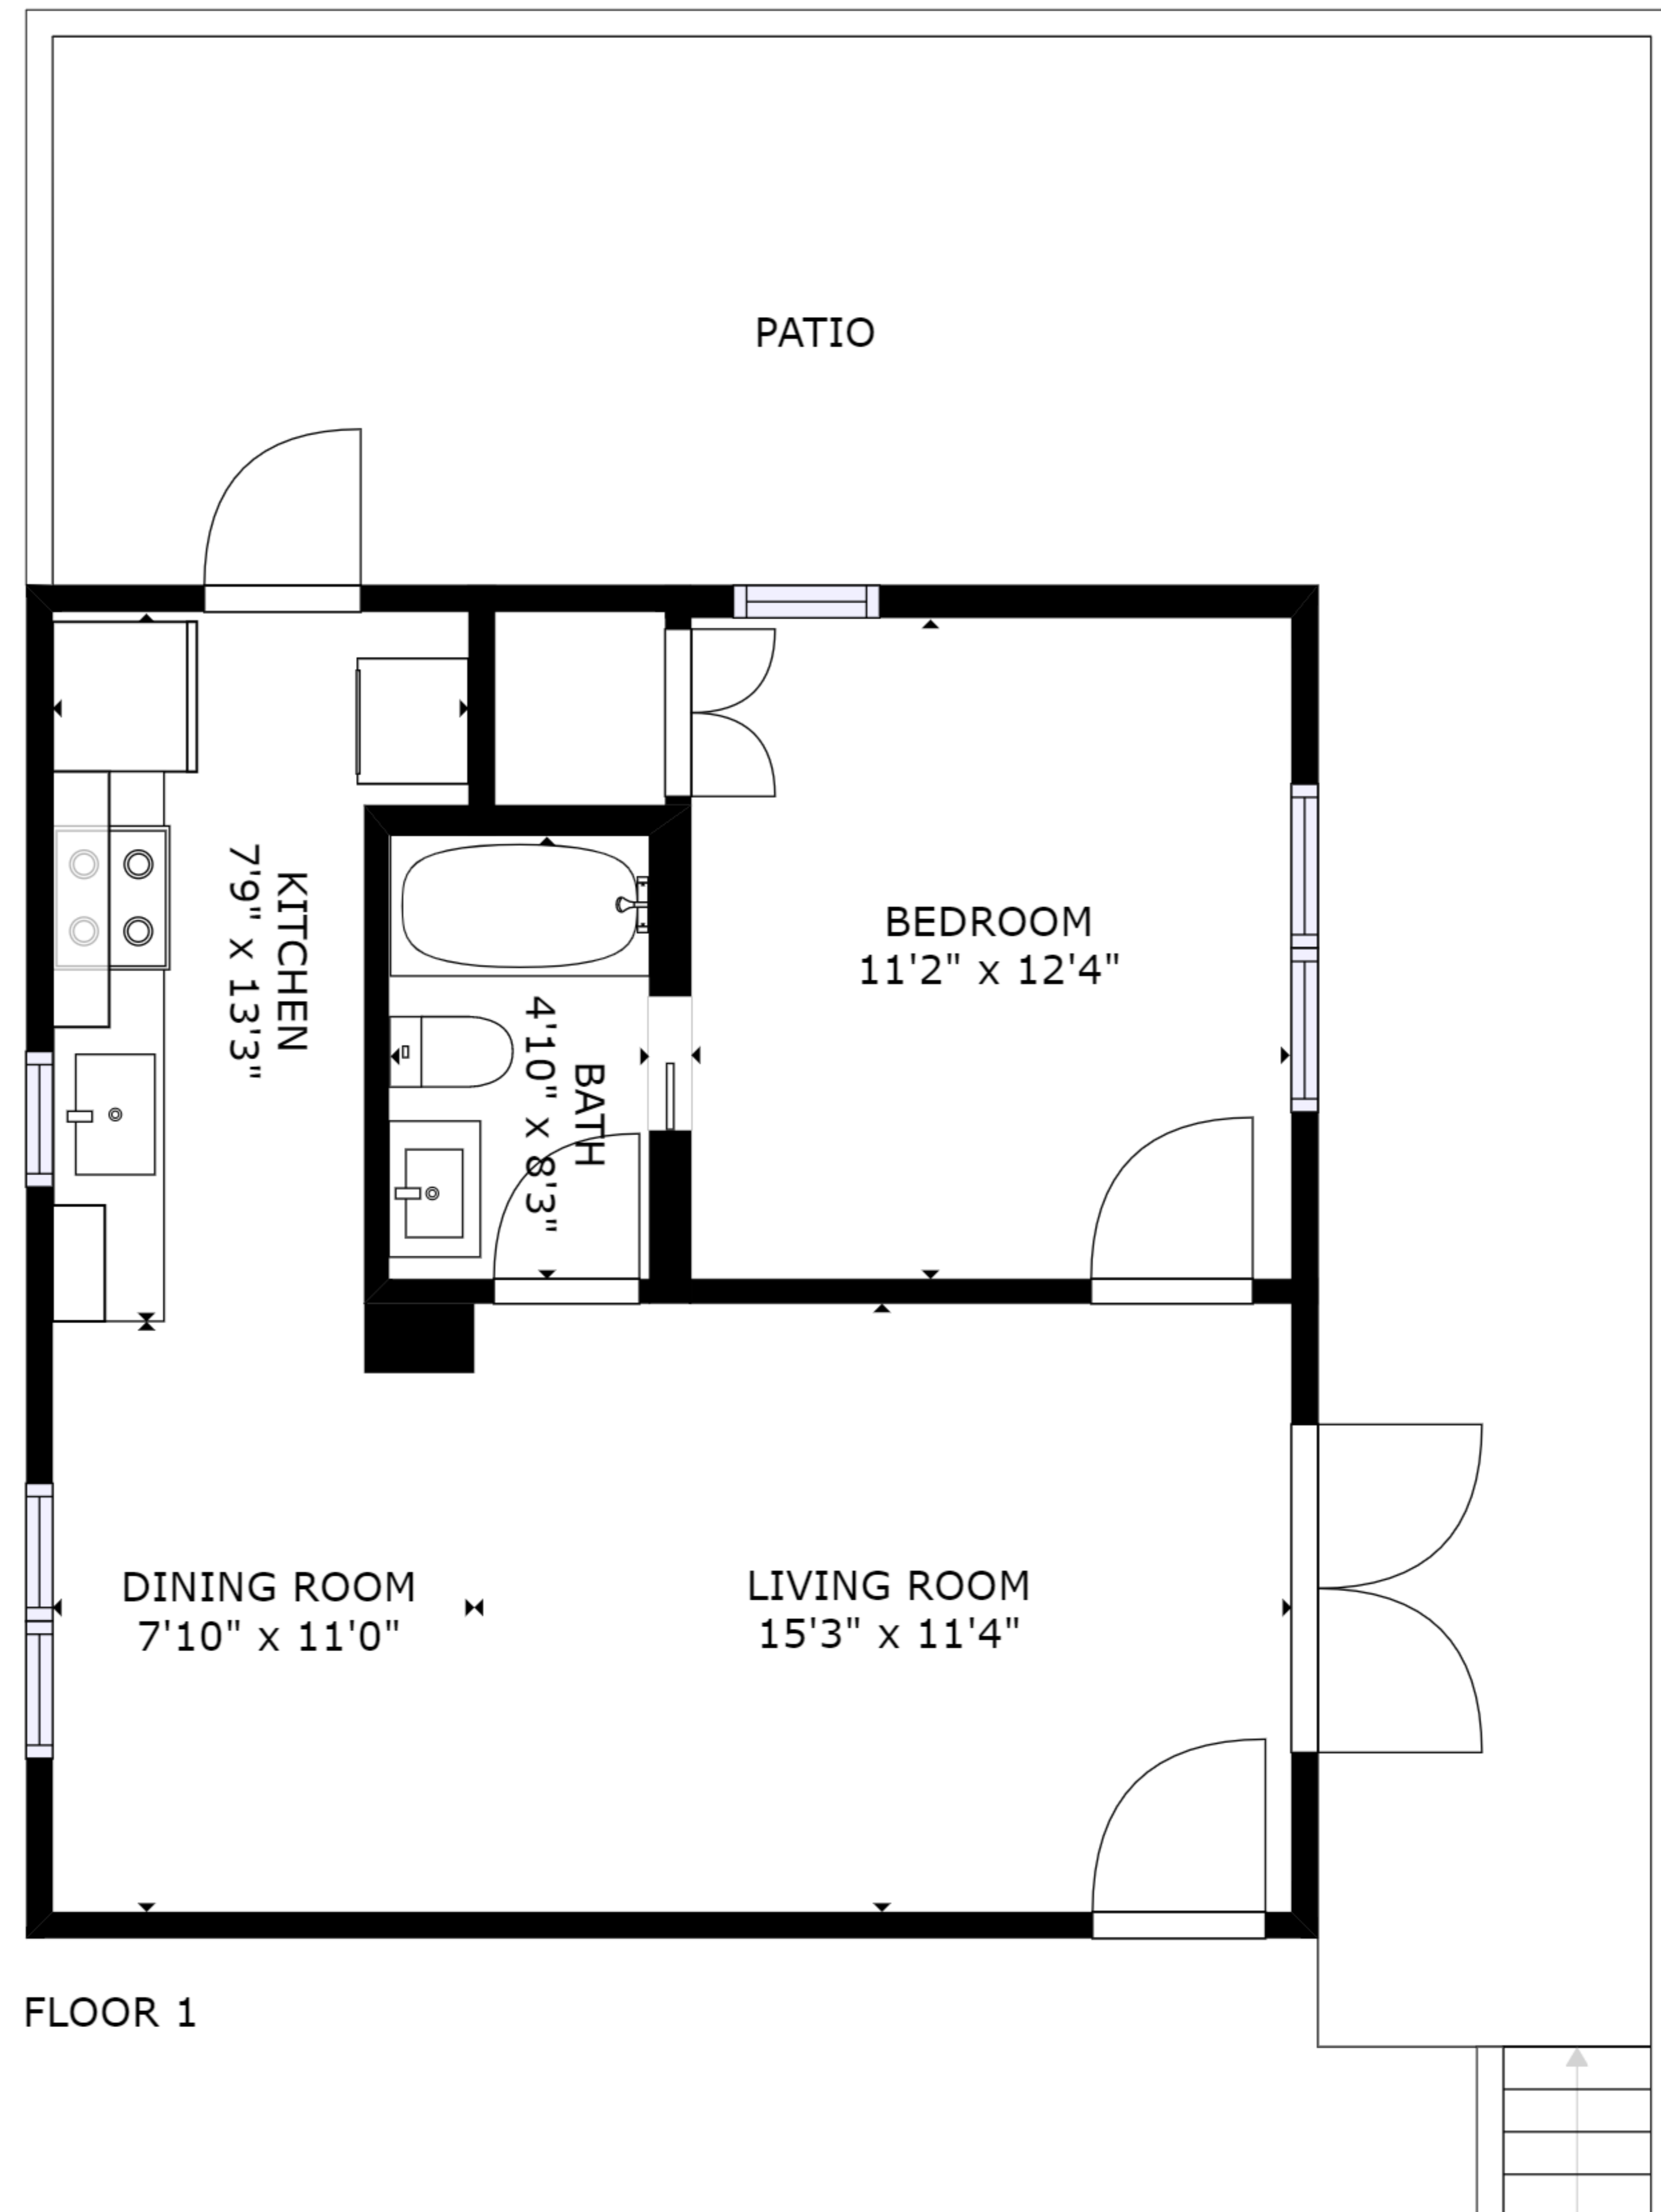 PATIO
KITCHEN
7'9" x 13'3"
BEDROOM
11'2" x 12'4"
BATH
4'10" x 8'3"
DINING ROOM
7'10" x 11'0"
LIVING ROOM
15'3" x 11'4"
FLOOR 1